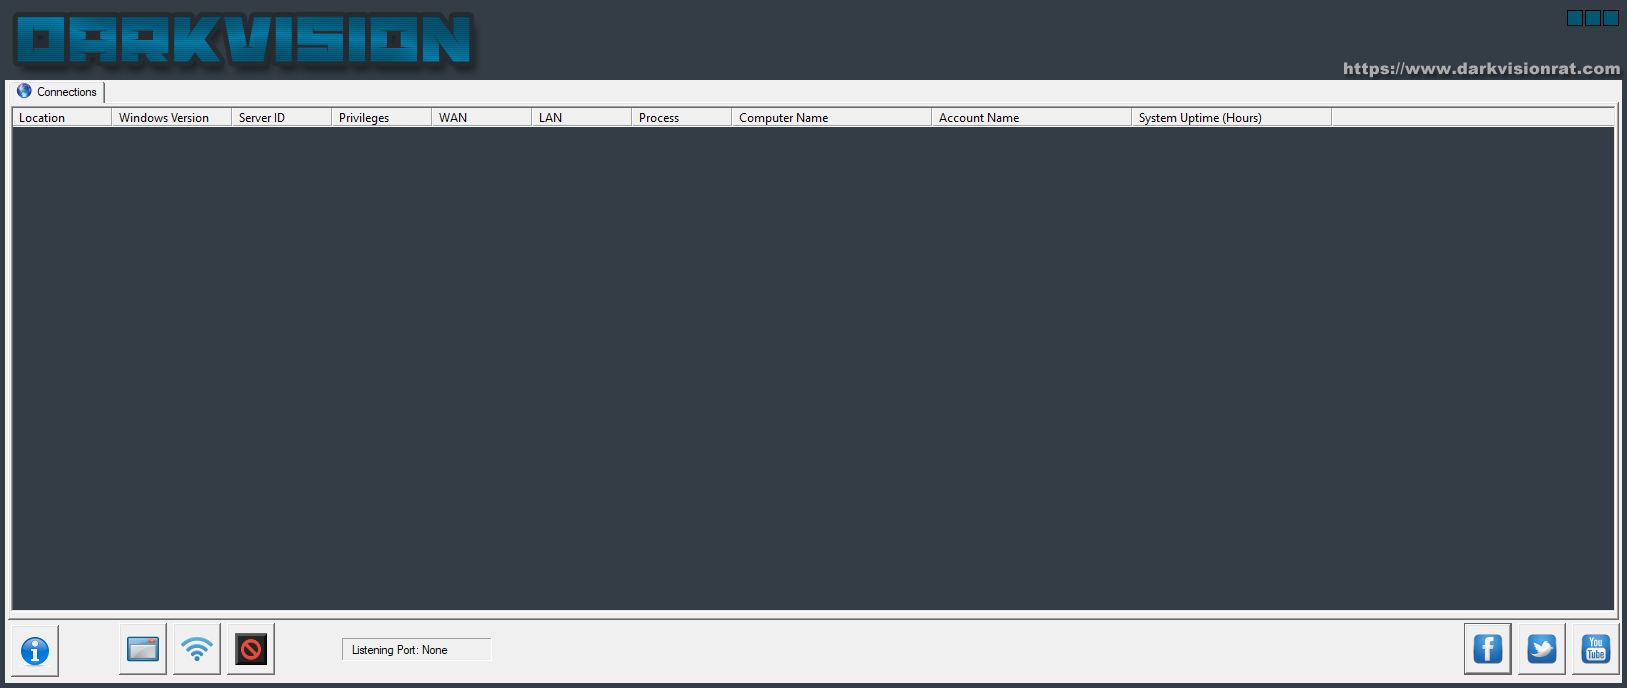 DARKVISION
https://www.darkvisionrat.com
Connections
Location Windows Version Server ID Privileges WAN LAN Process Computer Name Account Name System Uptime (Hours)
Listening Port: None
You
Tube